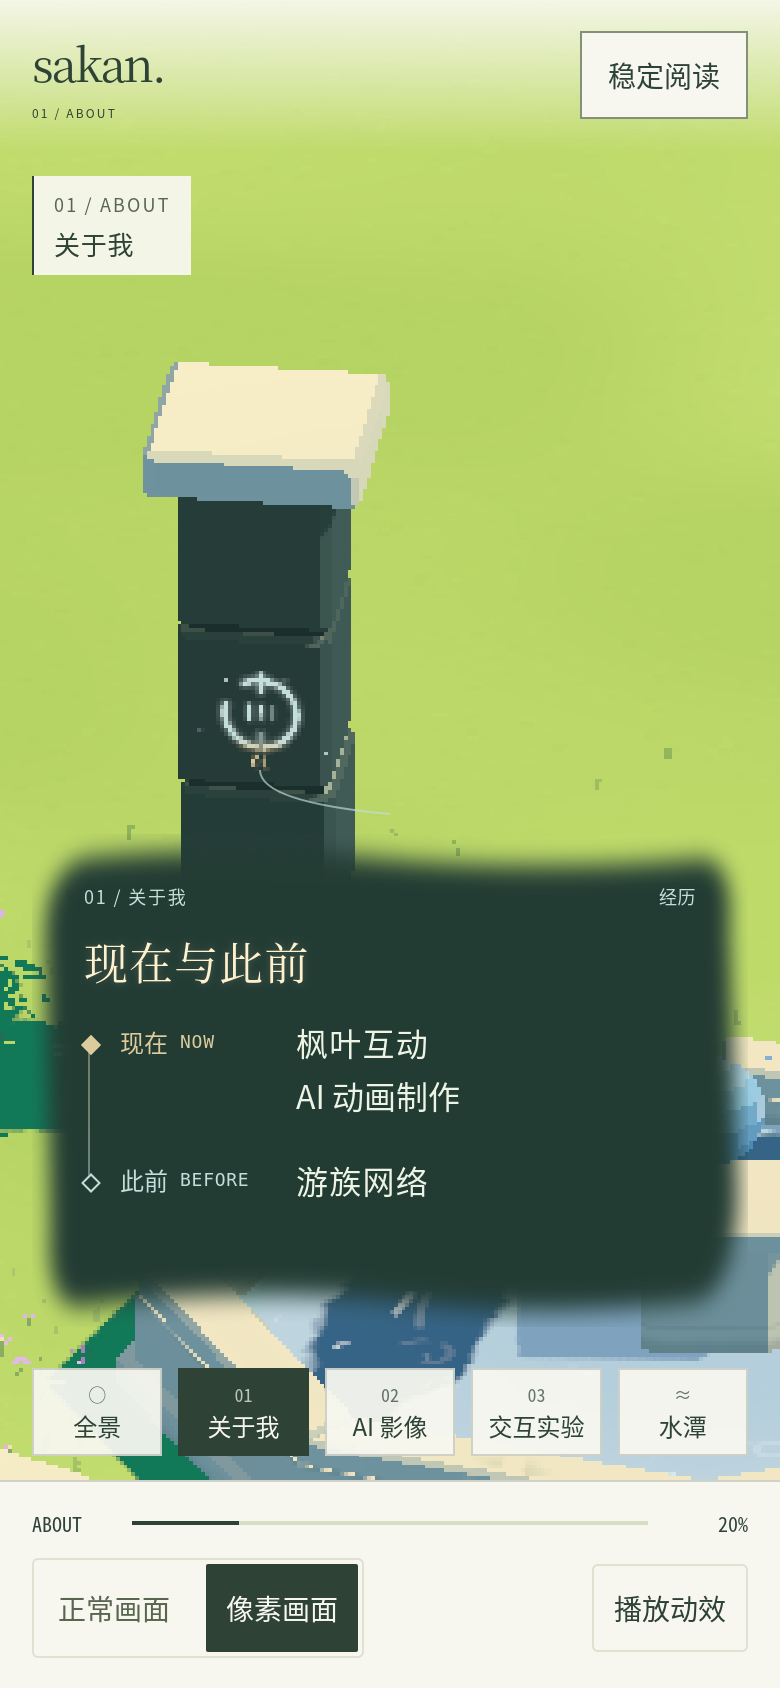 sakan.
01 / ABOUT
稳定阅读
01 / ABOUT
关于我
01 / 关于我
经历
现在与此前
现在 NOW
枫叶互动
AI 动画制作
此前 BEFORE
游族网络
全景
01
关于我
02
AI 影像
03
交互实验
≈
水潭
ABOUT
20%
正常画面
像素画面
播放动效